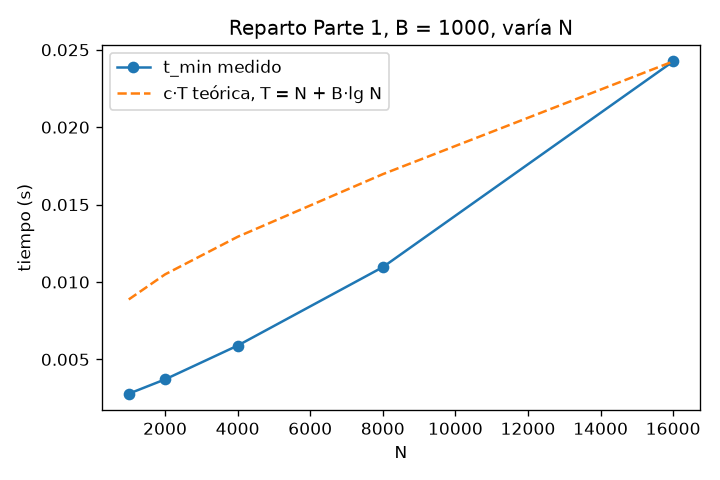 Reparto Parte 1, B = 1000, varía N
t_min medido
c·T teórica, T = N + B·lg N
tiempo (s)
0.025
0.020
0.015
0.010
0.005
2000 4000 6000 8000 10000 12000 14000 16000
N